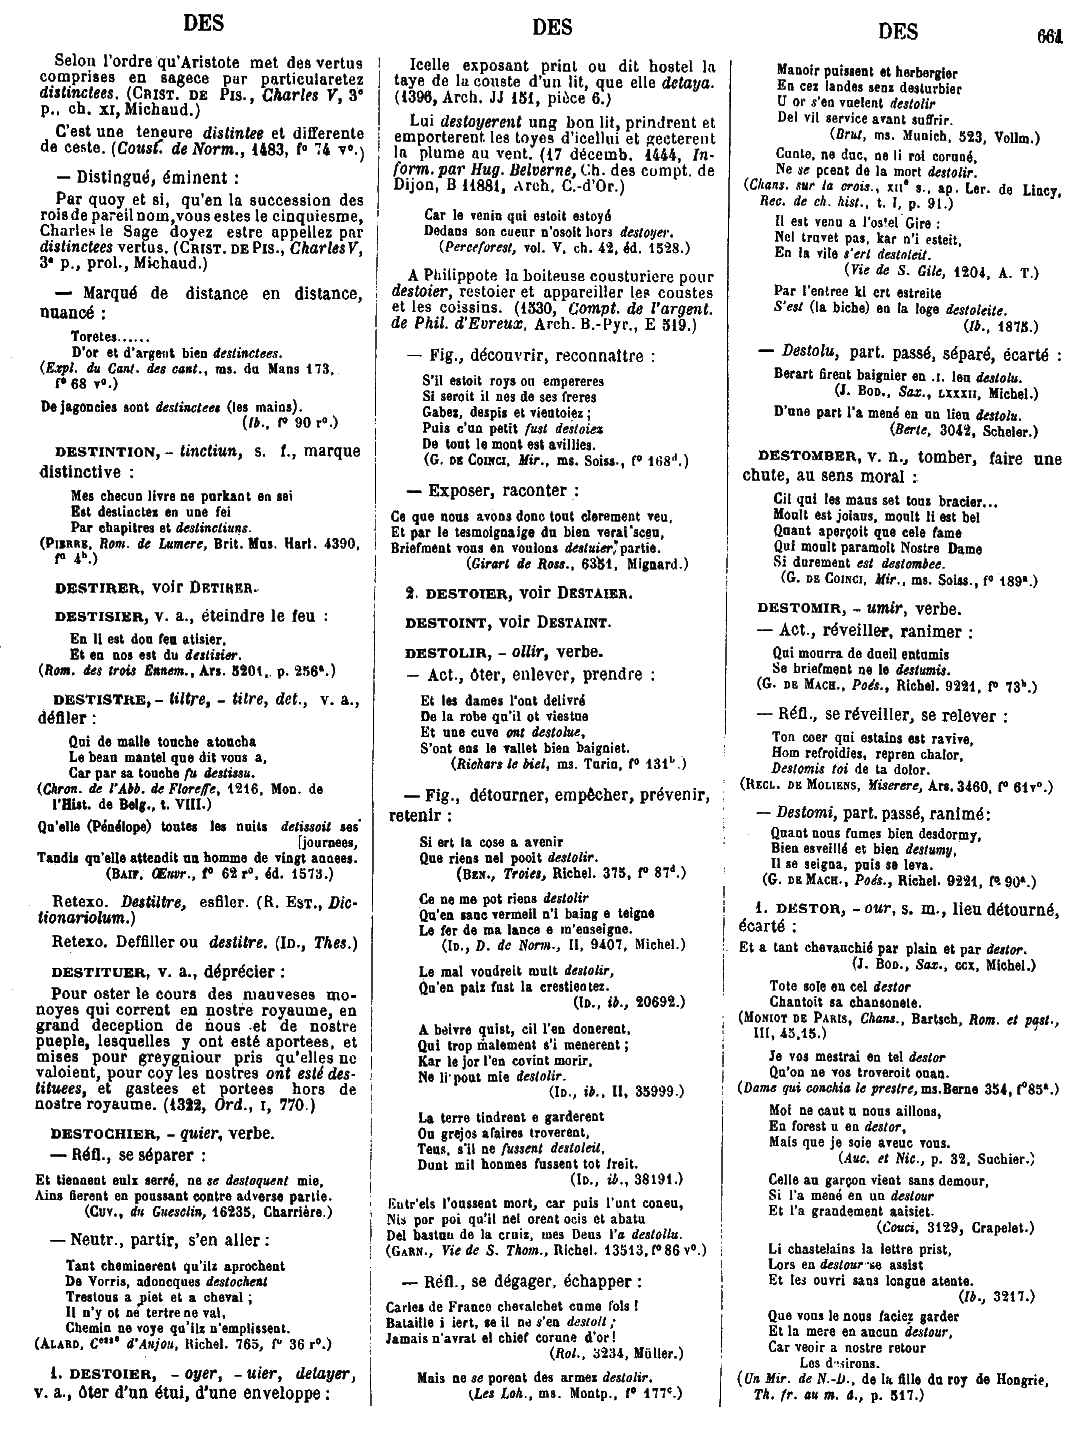 DES
DES
DES
661
Selon l'ordre qu'Aristote met des vertus
comprises en sagece par particularetez
distinctees. (CRIST. DE PIS., Charles V, 3e
p., ch. XI, Michaud.)
C'est une teneure distintee et differente
de ceste. (Coust. de Norm., 1483, f° 74 v°.)
— Distingué, éminent :
Par quoy et si, qu'en la succession des
rois de pareil nom, vous estes le cinquiesme,
Charles le Sage doyez estre appellez par
distinctees vertus. (CRIST. DE PIS., Charles V,
3e p., prol., Michaud.)
— Marqué de distance en distance,
nuancé :
Toretes......
D'or et d'argent bien destinctees.
(Expl. du Cant. des cant., ms. du Mans 173,
f° 68 v°.)
De jagoncies sont destinctees (les mains).
(Ib., f° 90 r°.)
DESTINTION, - tinctiun, s. f., marque
distinctive :
Mes checun livre ne purkant en sei
Est destinctez en une fei
Par chapitres et destinctiuns.
(PIERRE, Rom. de Lumere, Brit. Mus. Harl. 4390,
f° 4b.)
DESTIRER, voir DETIRER.
DESTISIER, v. a., éteindre le feu :
En li est don feu atisier,
Et en nos est du destisier.
(Rom. des trois Ennem., Ars. 5201, p. 256a.)
DESTISTRE, - tiltre, - titre, det., v. a.,
défiler :
Qui de malle touche atoucha
Le beau mantel que dit vous a,
Car par sa touche fu destissu.
(Chron. de l'Abb. de Floreffe, 1216, Mon. de
l'Hist. de Belg., t. VIII.)
Qu'elle (Pénélope) toutes les nuits detissoit ses
[journees,
Tandis qu'elle attendit un homme de vingt annees.
(BAIF, Œuvr., f° 62 r°, éd. 1573.)
Retexo. Destiltre, esfiler. (R. EST., Dic-
tionariolum.)
Retexo. Deffiller ou destitre. (ID., Thes.)
DESTITUER, v. a., déprécier :
Pour oster le cours des mauveses mo-
noyes qui corrent en nostre royaume, en
grand deception de nous et de nostre
pueple, lesquelles y ont esté aportees, et
mises pour greygniour pris qu'elles ne
valoient, pour coy les nostres ont esté des-
tituees, et gastees et portees hors de
nostre royaume. (1322, Ord., I, 770.)
DESTOCHIER, - quier, verbe.
— Réfl., se séparer :
Et tiennent eulx serré, ne se destoquent mie,
Ains fierent en poussant contre adverse partie.
(CUV., du Guesclin, 16235, Charrière.)
— Neutr., partir, s'en aller :
Tant cheminerent qu'ilz aprochent
De Vorris, adoncques destochent
Trestous a piet et a cheval ;
Il n'y ot ne tertre ne val,
Chemin ne voye qu'ilz n'emplissent.
(ALARD, Cesse d'Anjou, Richel. 765, f° 36 r°.)
1. DESTOIER, - oyer, - uier, detayer,
v. a., ôter d'un étui, d'une enveloppe :
Icelle exposant print ou dit hostel la
taye de la couste d'un lit, que elle detaya.
(1396, Arch. JJ 151, pièce 6.)
Lui destoyerent ung bon lit, prindrent et
emporterent les toyes d'icellui et gecterent
la plume au vent. (17 décemb. 1444, In-
form. par Hug. Belverne, Ch. des compt. de
Dijon, B 11881, Arch. C.-d'Or.)
Car le venin qui estoit estoyé
Dedans son cueur n'osoit hors destoyer.
(Perceforest, vol. V, ch. 42, éd. 1528.)
A Philippote la boiteuse cousturiere pour
destoier, restoier et appareiller les coustes
et les coissins. (1530, Compt. de l'argent.
de Phil. d'Evreux, Arch. B.-Pyr., E 519.)
— Fig., découvrir, reconnaître :
S'il estoit roys ou empereres
Si seroit il nes de ses freres
Gabez, despis et vieutoiez ;
Puis c'un petit fust destoiez
De tout le mont est avillies.
(G. DE COINCI, Mir., ms. Soiss., f° 168d.)
— Exposer, raconter :
Ce que nous avons donc tout clerement veu,
Et par le tesmoignaige du bien verai sceu,
Briefment vous en voulons destuier, partie.
(Girart de Ross., 6351, Mignard.)
2. DESTOIER, voir DESTAIER.
DESTOINT, voir DESTAINT.
DESTOLIR, - ollir, verbe.
— Act., ôter, enlever, prendre :
Et les dames l'ont delivré
De la robe qu'il ot viestue
Et une cuve ont destolue,
S'ont ens le vallet bien baigniet.
(Richars le biel, ms. Turin, f° 131b.)
— Fig., détourner, empêcher, prévenir,
retenir :
Si ert la cose a avenir
Que riens nel pooit destolir.
(BEN., Troies, Richel. 375, f° 87d.)
Ce ne me pot riens destolir
Qu'en sanc vermeil n'i baing e teigne
Le fer de ma lance e m'enseigne.
(ID., D. de Norm., II, 9407, Michel.)
Le mal voudreit mult destolir,
Qu'en paiz fust la crestientez.
(ID., ib., 20692.)
A beivre quist, cil l'en donerent,
Qui trop malement s'i menerent ;
Kar le jor l'en covint morir,
Ne li pout mie destolir.
(ID., ib., II, 35999.)
La terre tindrent e garderent
Ou grejos afaires troverent,
Teus, s'il ne fussent destoleit,
Dunt mil honmes fussent tot freit.
(ID., ib., 38191.)
Entr'els l'oussent mort, car puis l'unt coneu,
Nis por poi qu'il nel orent ocis et abatu
Del bastun de la cruiz, mes Deus l'a destollu.
(GARN., Vie de S. Thom., Richel. 13513, f° 86 v°.)
— Réfl., se dégager, échapper :
Carles de France chevalchet cume fols !
Bataille i iert, se il ne s'en destolt ;
Jamais n'avrat el chief corune d'or !
(Rol., 3234, Müller.)
Mais ne se porent des armez destolir.
(Les Loh., ms. Montp., f° 177c.)
Manoir puissent et herbergier
En cez landes senz desturbier
U or s'en vuelent destolir
Del vil service avant suffrir.
(Brut, ms. Munich, 523, Vollm.)
Cunte, ne duc, ne li roi coruné,
Ne se pœent de la mort destolir.
(Chans. sur la crois., XIIe s., ap. Ler. de Lincy,
Rec. de ch. hist., t. I, p. 91.)
Il est venu a l'ostel Gire :
Nel truvet pas, kar n'i esteit,
En la vile s'ert destoleit.
(Vie de S. Gile, 1204, A. T.)
Par l'entree ki ert estreite
S'est (la biche) en la loge destoleite.
(Ib., 1875.)
— Destolu, part. passé, séparé, écarté :
Berart firent baignier en .I. leu destolu.
(J. BOD., Sax., LXXXII, Michel.)
D'une part l'a mené en un lieu destolu.
(Berte, 3042, Scheler.)
DESTOMBER, v. n., tomber, faire une
chute, au sens moral :
Cil qui les maus set touz bracier...
Moult est joians, moult li est bel
Quant aperçoit que cele fame
Qui moult paramoit Nostre Dame
Si durement est destombee.
(G. DE COINCI, Mir., ms. Soiss., f° 189a.)
DESTOMIR, - umir, verbe.
— Act., réveiller, ranimer :
Qui mourra de dueil entumis
Se briefment ne le destumis.
(G. DE MACH., Poés., Richel. 9221, f° 73b.)
— Réfl., se réveiller, se relever :
Ton coer qui estains est ravive,
Hom refroidies, repren chalor,
Destomis toi de ta dolor.
(RECL. DE MOLIENS, Miserere, Ars. 3460, f° 61 v°.)
— Destomi, part. passé, ranimé :
Quant nous fumes bien desdormy,
Bien esveillé et bien destumy,
Il se seigna, puis se leva.
(G. DE MACH., Poés., Richel. 9221, f° 90a.)
1. DESTOR, - our, s. m., lieu détourné,
écarté :
Et a tant chevauchié par plain et par destor.
(J. BOD., Sax., CCX, Michel.)
Tote sole en cel destor
Chantoit sa chansonete.
(MONIOT DE PARIS, Chans., Bartsch, Rom. et past.,
III, 43,15.)
Je vos mestrai en tel destor
Qu'on ne vos troveroit ouan.
(Dame qui conchia le prestre, ms. Berne 354, f° 85a.)
Moi ne caut u nous aillons,
En forest u en destor,
Mais que je soie aveuc vous.
(Auc. et Nic., p. 32, Suchier.)
Celle au garçon vient sans demour,
Si l'a mené en un destour
Et l'a grandement aaisiet.
(Couci, 3129, Crapelet.)
Li chastelains la lettre prist,
Lors en destour se assist
Et les ouvri sans longue atente.
(Ib., 3217.)
Que vous le nous faciez garder
Et la mere en aucun destour,
Car veoir a nostre retour
Les desirons.
(Un Mir. de N.-D., de la fille du roy de Hongrie,
Th. fr. au m. â., p. 517.)